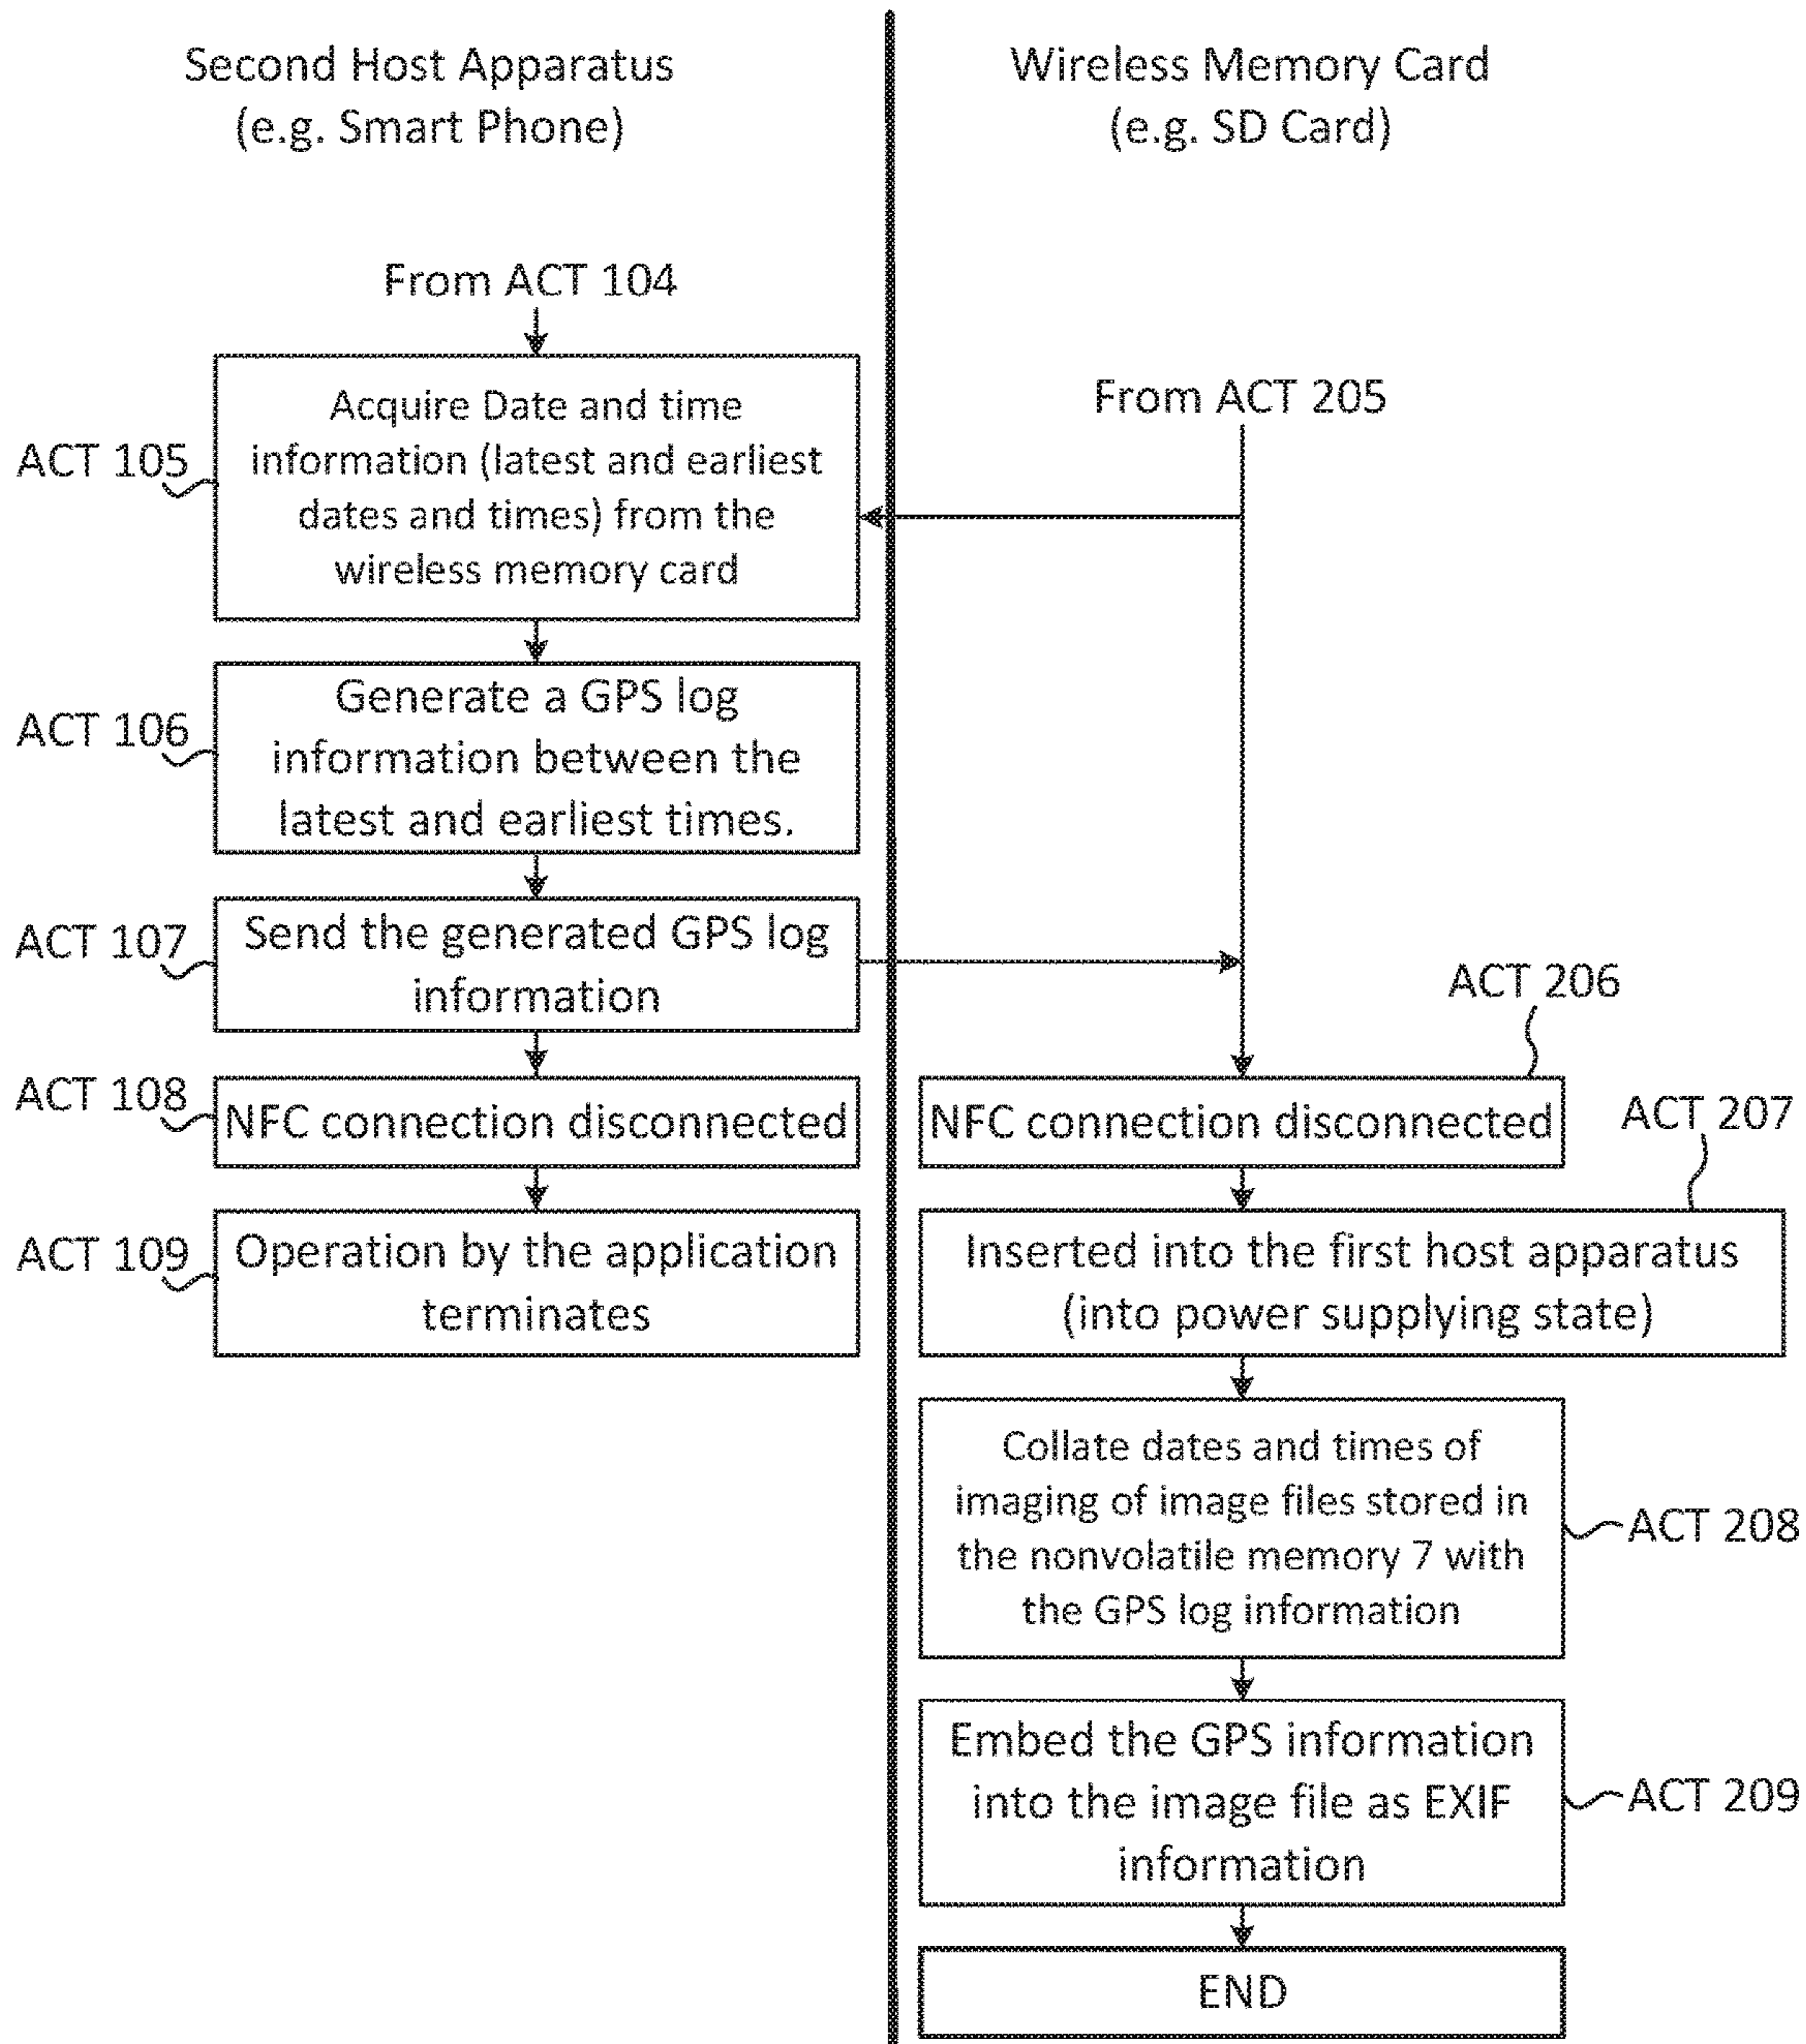 Second Host Apparatus
(e.g. Smart Phone)
Wireless Memory Card
(e.g. SD Card)
From ACT 104
ACT 105
Acquire Date and time
information (latest and earliest
dates and times) from the
wireless memory card
From ACT 205
ACT 106
Generate a GPS log
information between the
latest and earliest times.
ACT 107
Send the generated GPS log
information
ACT 108
NFC connection disconnected
ACT 109
Operation by the application
terminates
ACT 206
NFC connection disconnected
ACT 207
Inserted into the first host apparatus
(into power supplying state)
Collate dates and times of
imaging of image files stored in
the nonvolatile memory 7 with
the GPS log information
ACT 208
Embed the GPS information
into the image file as EXIF
information
ACT 209
END